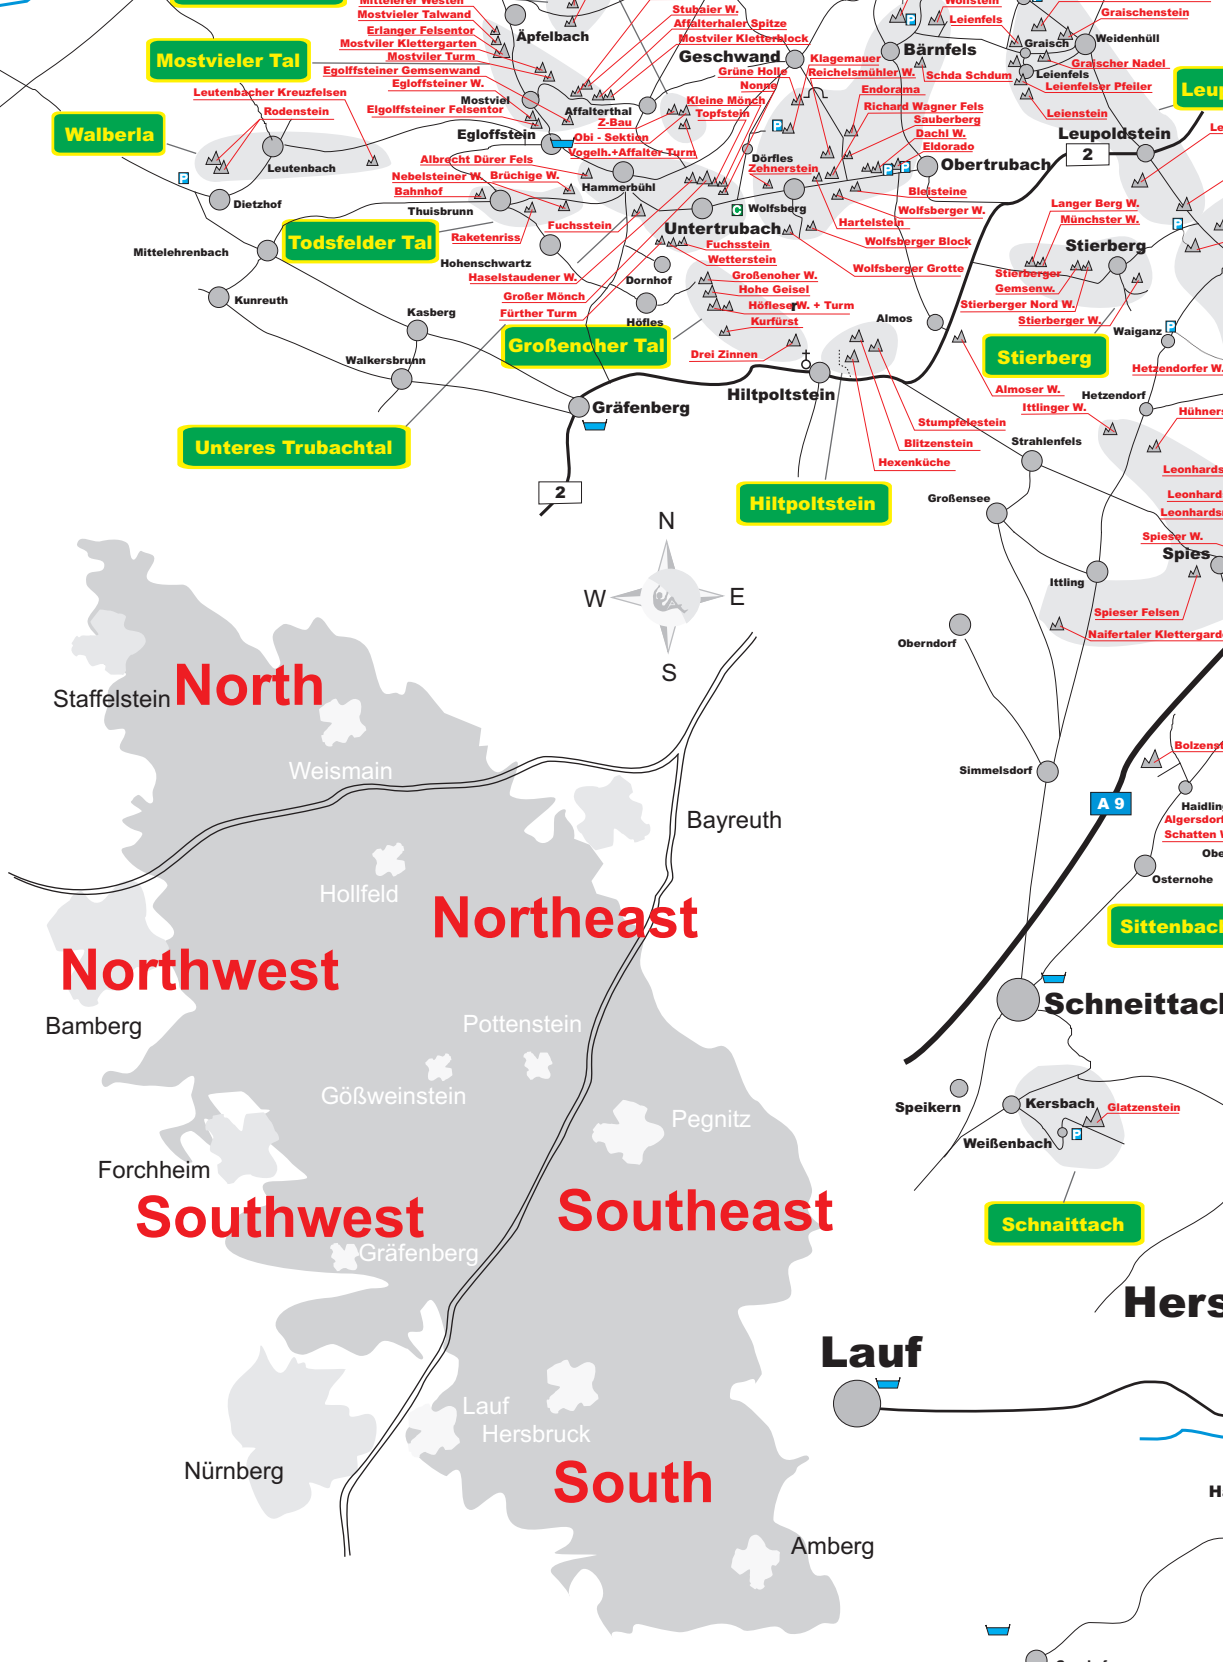 Mittelerer Westen
Mostvieler Talwand
Erlanger Felsentor
Mostviler Klettergarten
Mostviler Turm
Egolffsteiner Gemsenwand
Egloffsteiner W.
Elgolffsteiner Felsentor
Äpfelbach
Stubaier W.
Affalterhaler Spitze
Mostviler Kletterblock
Geschwand
Klagemauer
Grüne Holle
Reichelsmühler W.
Nonne
Kleine Mönch
Topfstein
Endorama
Richard Wagner Fels
Sauberberg
Dachl W.
Eldorado
Wolfstein
Leienfels
Bärnfels
Schda Schdum
Graischenstein
Graisch
Weidenhüll
Graischer Nadel
Leienfels
Leienfelser Pfeiler
Leienstein
Leupoldstein
2
Mostvieler Tal
Leutenbacher Kreuzfelsen
Rodenstein
Walberla
Leutenbach
P
Dietzhof
Mostviel
Affalterthal
Z-Bau
Egloffstein
Obi - Sektion
Vogelh.+Affalter Turm
Albrecht Dürer Fels
Nebelsteiner W.
Brüchige W.
Bahnhof
Hammerbühl
Thuisbrunn
Fuchsstein
Raketenriss
P
Dörfles
Zehnerstein
C
Wolfsberg
Untertrubach
P
P
Obertrubach
Bleisteine
Wolfsberger W.
Hartelstein
Wolfsberger Block
Wolfsberger Grotte
Langer Berg W.
Münchster W.
Stierberg
P
Todsfelder Tal
Mittelehrenbach
Hohenschwartz
Haselstaudener W.
Großer Mönch
Fürther Turm
Fuchsstein
Wetterstein
Dornhof
Großenoher W.
Hohe Geisel
HöfleserW. + Turm
Kurfürst
Höfles
Drei Zinnen
Großenoher Tal
Stierberger
Gemsenw.
Stierberger Nord W.
Stierberger W.
Waiganz
P
Stierberg
Hetzendorfer W.
Kunreuth
Kasberg
Walkersbrunn
Almos
Almoser W.
Hetzendorf
Ittlinger W.
Gräfenberg
Hiltpoltstein
Stumpfelestein
Blitzenstein
Hexenküche
Strahlenfels
Unteres Trubachtal
2
Hiltpoltstein
Großensee
Spieser W.
Spies
Ittling
Spieser Felsen
N
W
E
S
Oberndorf
Simmelsdorf
A 9
Osternohe
Speikern
Kersbach
Glatzenstein
P
Weißenbach
Schnaittach
Lauf
North
Staffelstein
Weismain
Bayreuth
Hollfeld
Northeast
Northwest
Bamberg
Pottenstein
Gößweinstein
Pegnitz
Forchheim
Southwest
Southeast
Gräfenberg
Lauf
Hersbruck
Nürnberg
South
Amberg